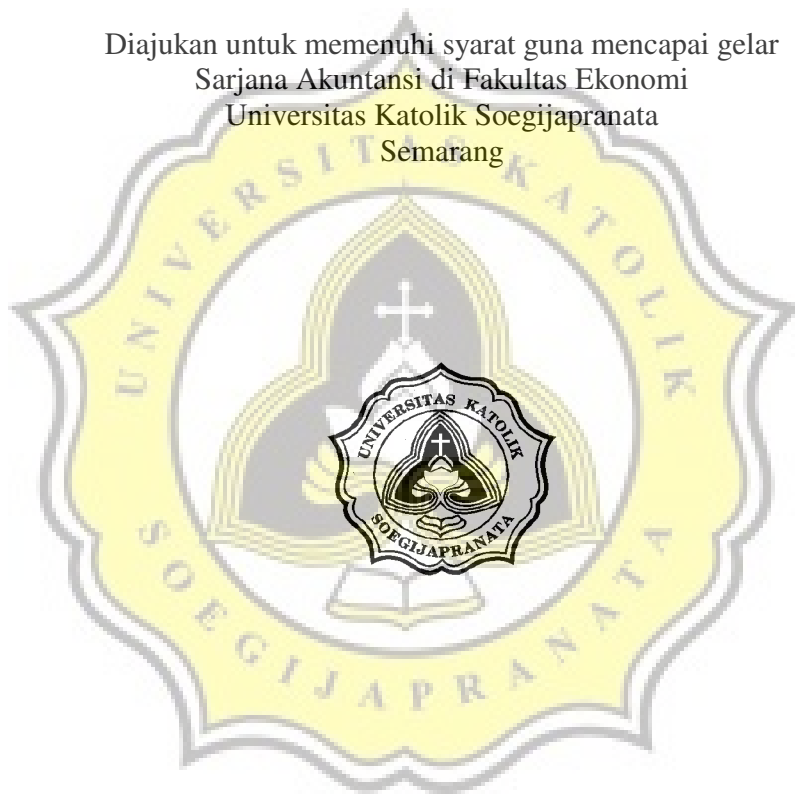 Diajukan untuk memenuhi syarat guna mencapai gelar
Sarjana Akuntansi di Fakultas Ekonomi
Universitas Katolik Soegijapranata
Semarang
UNIVERSITAS KATOLIK
SOEGIJAPRANATA
UNIVERSITAS KATOLIK
SOEGIJAPRANATA